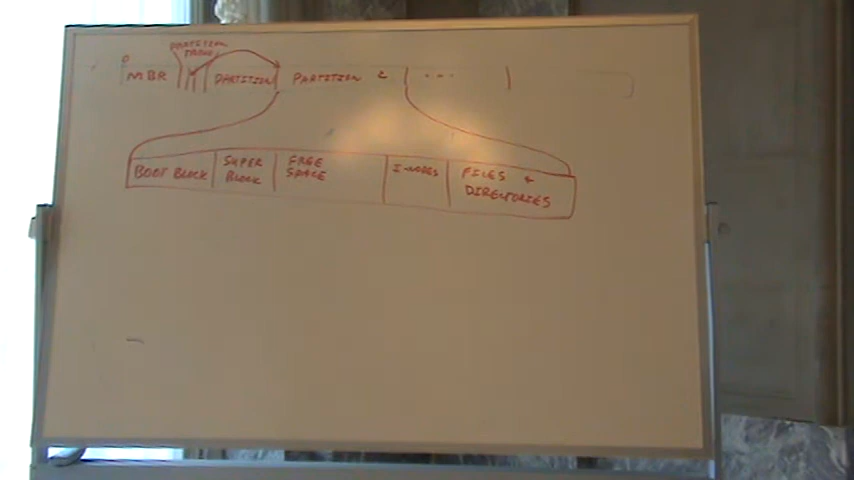 PARTITION
TABLE
0
MBR
PARTITION
PARTITION 2
...
BOOT BLOCK
SUPER
BLOCK
FREE
SPACE
I-NODES
FILES &
DIRECTORIES